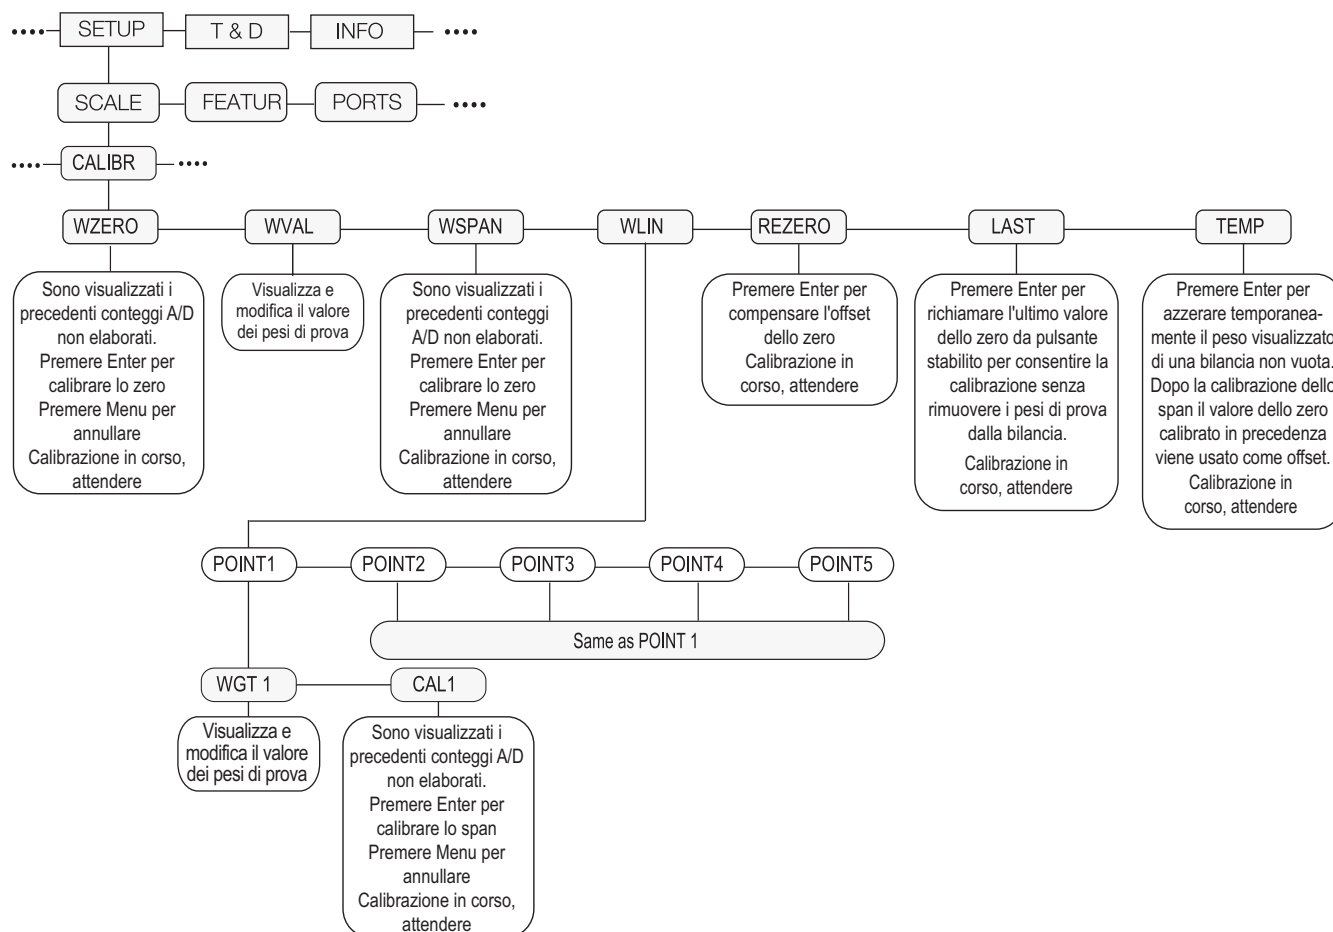 •••• SETUP T & D INFO ••••
SCALE FEATUR PORTS ••••
•••• CALIBR ••••
WZERO WVAL WSPAN WLIN REZERO LAST TEMP
Sono visualizzati i
precedenti conteggi A/D
non elaborati.
Premere Enter per
calibrare lo zero
Premere Menu per
annullare
Calibrazione in corso,
attendere
Visualizza e
modifica il valore
dei pesi di prova
Sono visualizzati i
precedenti conteggi
A/D non elaborati.
Premere Enter per
calibrare lo zero
Premere Menu per
annullare
Calibrazione in corso,
attendere
Premere Enter per
compensare l'offset
dello zero
Calibrazione in
corso, attendere
Premere Enter per
richiamare l'ultimo valore
dello zero da pulsante
stabilito per consentire la
calibrazione senza
rimuovere i pesi di prova
dalla bilancia.
Calibrazione in
corso, attendere
Premere Enter per
azzerare temporanea-
mente il peso visualizzato
di una bilancia non vuota.
Dopo la calibrazione dello
span il valore dello zero
calibrato in precedenza
viene usato come offset.
Calibrazione in
corso, attendere
POINT1 POINT2 POINT3 POINT4 POINT5
Same as POINT 1
WGT 1 CAL1
Visualizza e
modifica il valore
dei pesi di prova
Sono visualizzati i
precedenti conteggi A/D
non elaborati.
Premere Enter per
calibrare lo span
Premere Menu per
annullare
Calibrazione in corso,
attendere